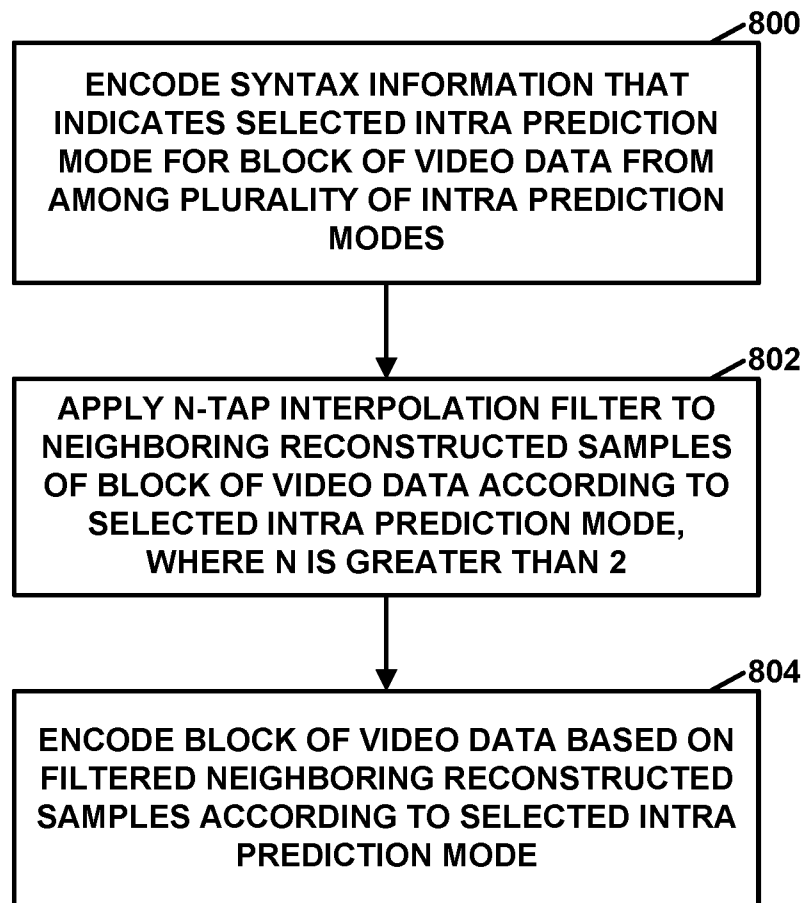 800
ENCODE SYNTAX INFORMATION THAT
INDICATES SELECTED INTRA PREDICTION
MODE FOR BLOCK OF VIDEO DATA FROM
AMONG PLURALITY OF INTRA PREDICTION
MODES
802
APPLY N-TAP INTERPOLATION FILTER TO
NEIGHBORING RECONSTRUCTED SAMPLES
OF BLOCK OF VIDEO DATA ACCORDING TO
SELECTED INTRA PREDICTION MODE,
WHERE N IS GREATER THAN 2
804
ENCODE BLOCK OF VIDEO DATA BASED ON
FILTERED NEIGHBORING RECONSTRUCTED
SAMPLES ACCORDING TO SELECTED INTRA
PREDICTION MODE